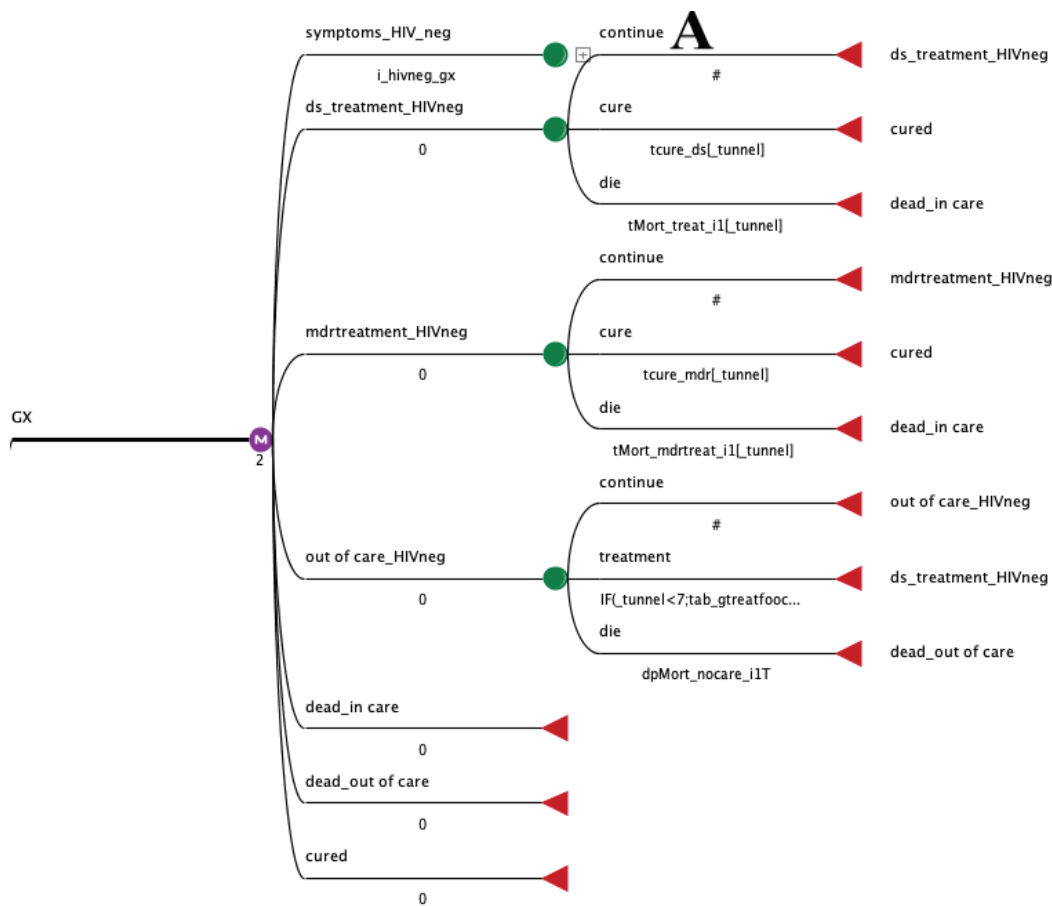 symptoms_HIV_neg
i_hivneg_gx
continue A
#
ds_treatment_HIVneg
ds_treatment_HIVneg
0
cure
tcure_ds[_tunnel]
cured
die
tMort_treat_i1[_tunnel]
dead_in care
continue
#
mdrtreatment_HIVneg
mdrtreatment_HIVneg
0
cure
tcure_mdr[_tunnel]
cured
die
tMort_mdrtreat_i1[_tunnel]
dead_in care
GX
M
2
continue
#
out of care_HIVneg
out of care_HIVneg
0
treatment
IF(_tunnel<7;tab_gtreatfooc...
ds_treatment_HIVneg
die
dpMort_nocare_i1T
dead_out of care
dead_in care
0
dead_out of care
0
cured
0